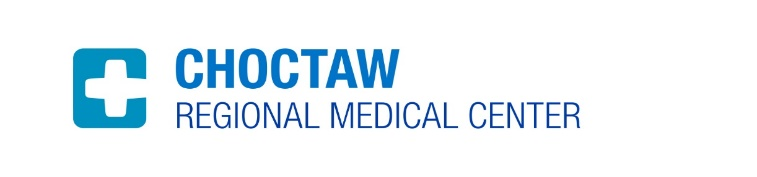 CHOCTAW
REGIONAL MEDICAL CENTER